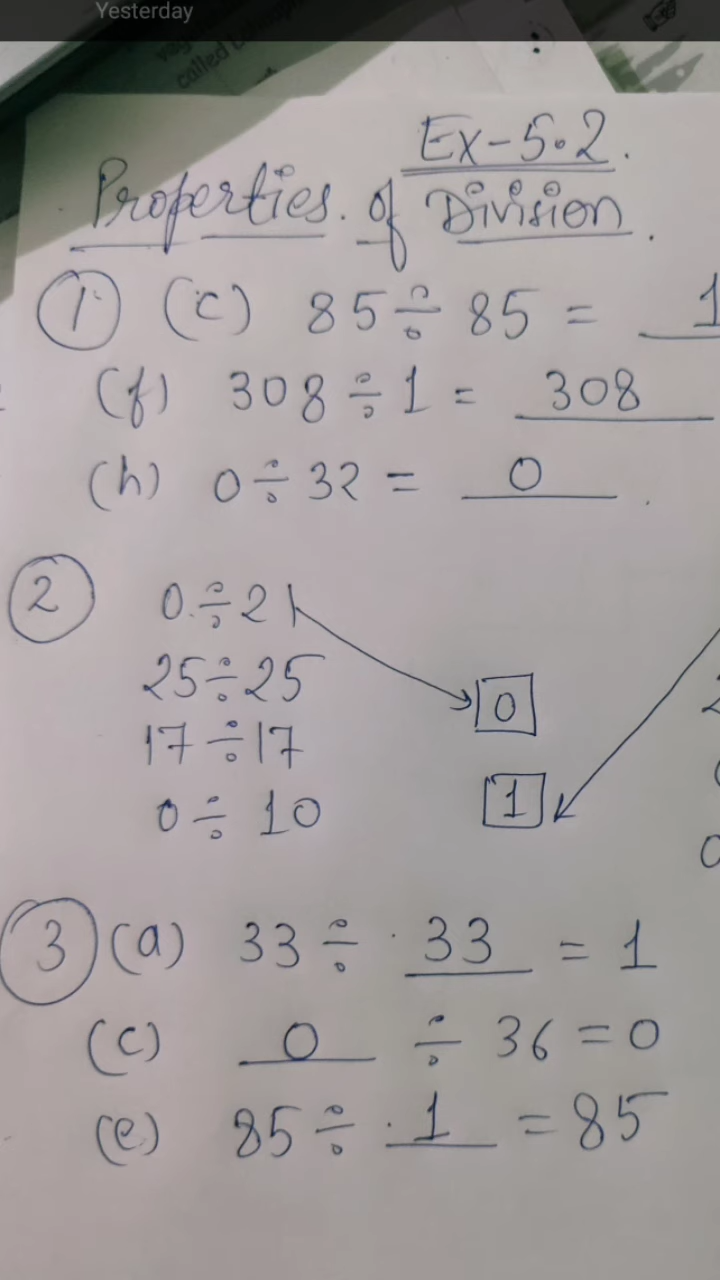 Yesterday
called
Ex-5.2.
Properties. of Division.
1 (c) 85 ÷ 85 = 1
(f) 308 ÷ 1 = 308
(h) 0 ÷ 32 = 0.
2 0 ÷ 21
25 ÷ 25
0
17 ÷ 17
1
0 ÷ 10
3 (a) 33 ÷ 33 = 1
(c) 0 ÷ 36 = 0
(e) 85 ÷ 1 = 85